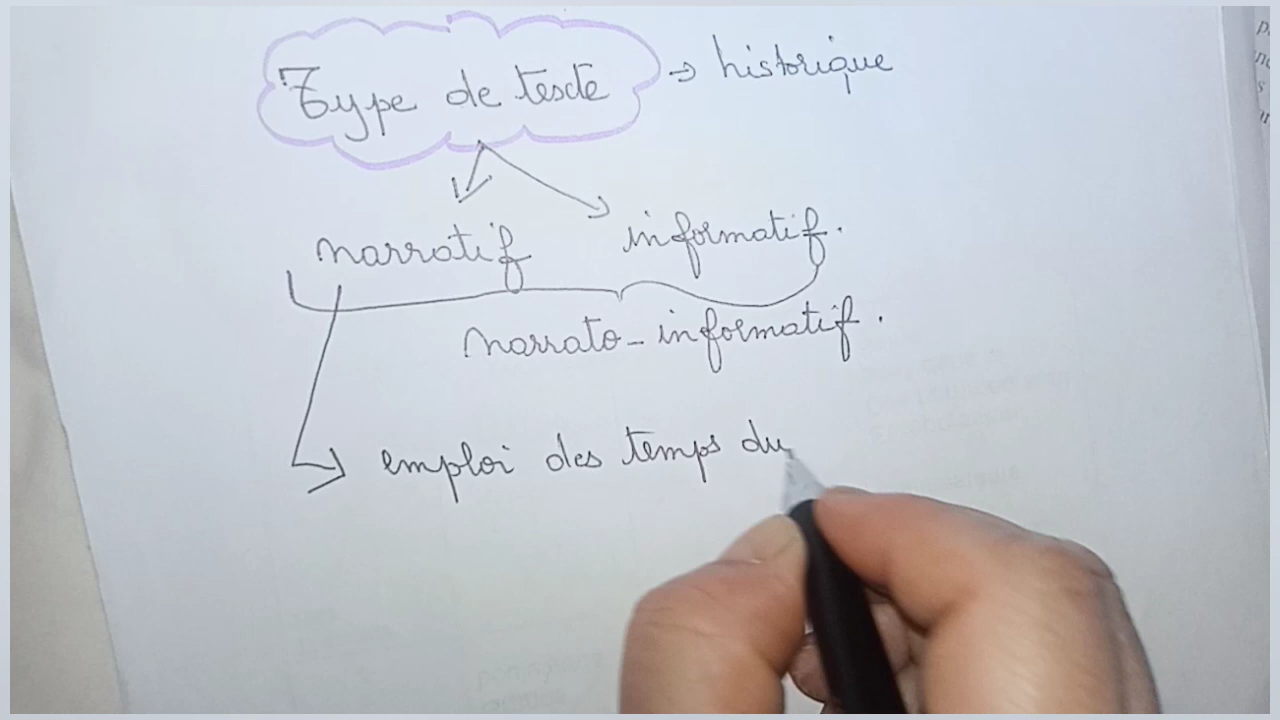 Type de texte → historique
narratif informatif.
narrato-informatif.
→ emploi des temps du